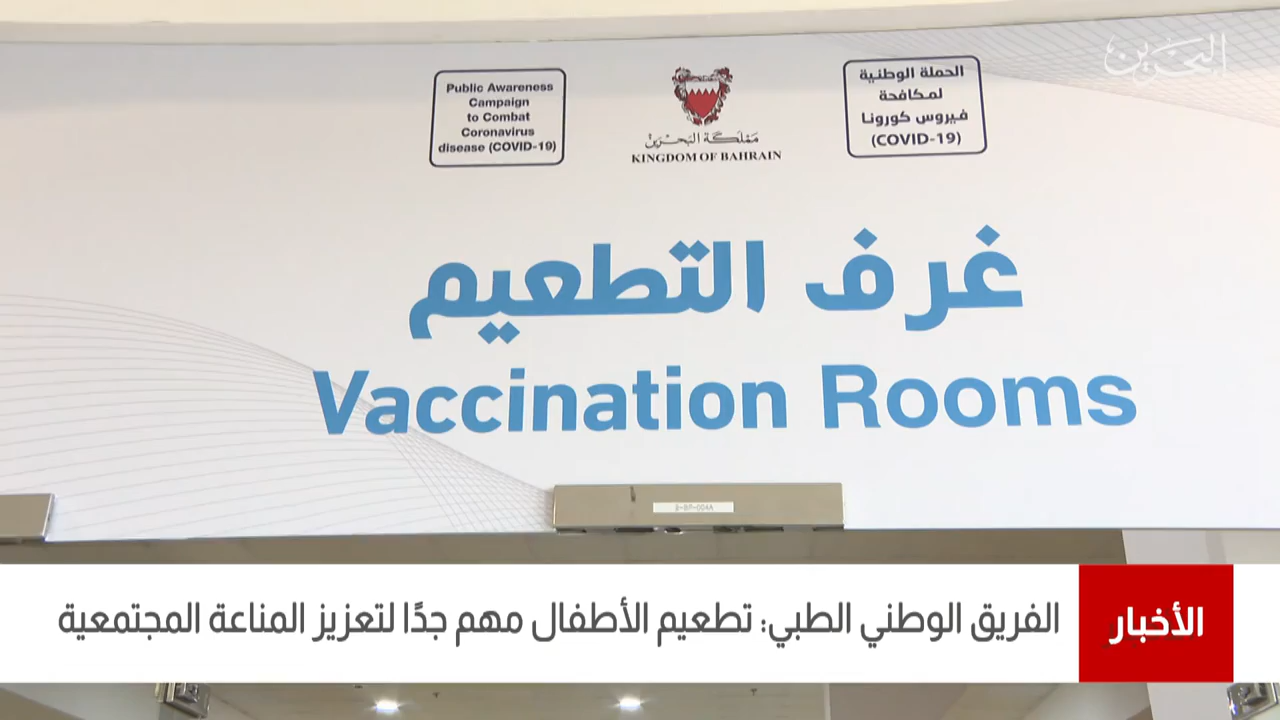 البحرين
Public Awareness
Campaign
to Combat
Coronavirus
disease (COVID-19)
مملكة البحرين
KINGDOM OF BAHRAIN
الحملة الوطنية
لمكافحة
فيروس كورونا
(COVID-19)
غرف التطعيم
Vaccination Rooms
الأخبار
الفريق الوطني الطبي: تطعيم الأطفال مهم جدًا لتعزيز المناعة المجتمعية